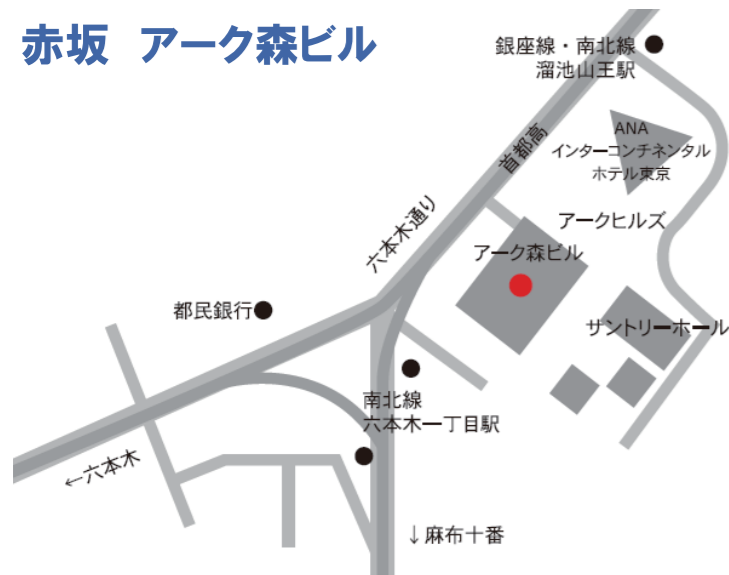 赤坂　アーク森ビル
銀座線・南北線
溜池山王駅
首都高
ANA
インターコンチネンタル
ホテル東京
六本木通り
アークヒルズ
アーク森ビル
都民銀行
サントリーホール
南北線
六本木一丁目駅
←六本木
↓麻布十番